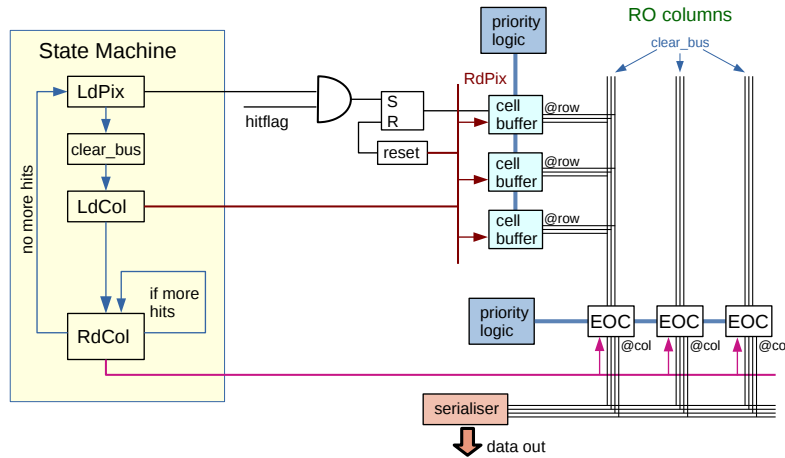 RO columns
priority
logic
State Machine
clear_bus
RdPix
LdPix
S
R
cell
buffer
@row
hitflag
clear_bus
reset
cell
buffer
@row
no more hits
LdCol
cell
buffer
@row
if more
hits
priority
logic
EOC
EOC
EOC
RdCol
@col
@col
@co
serialiser
data out